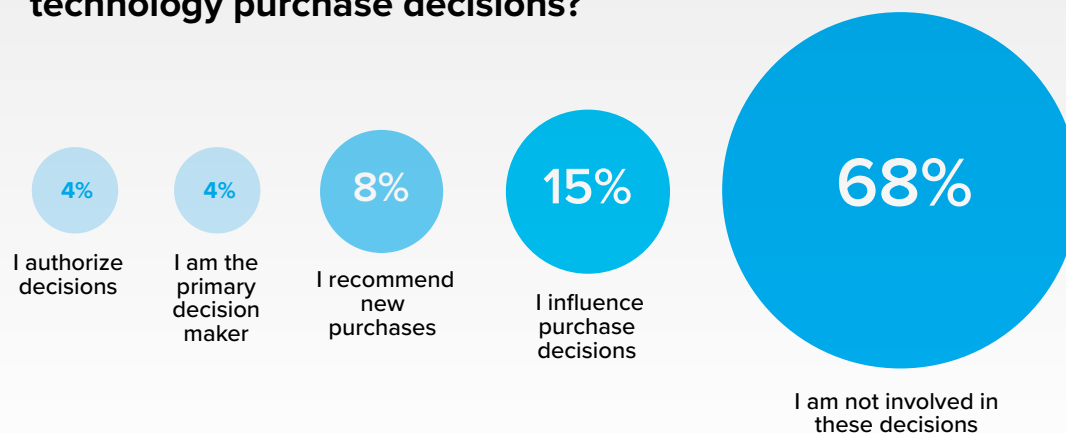 technology purchase decisions?
4%
I authorize
decisions
4%
I am the
primary
decision
maker
8%
I recommend
new
purchases
15%
I influence
purchase
decisions
68%
I am not involved in
these decisions